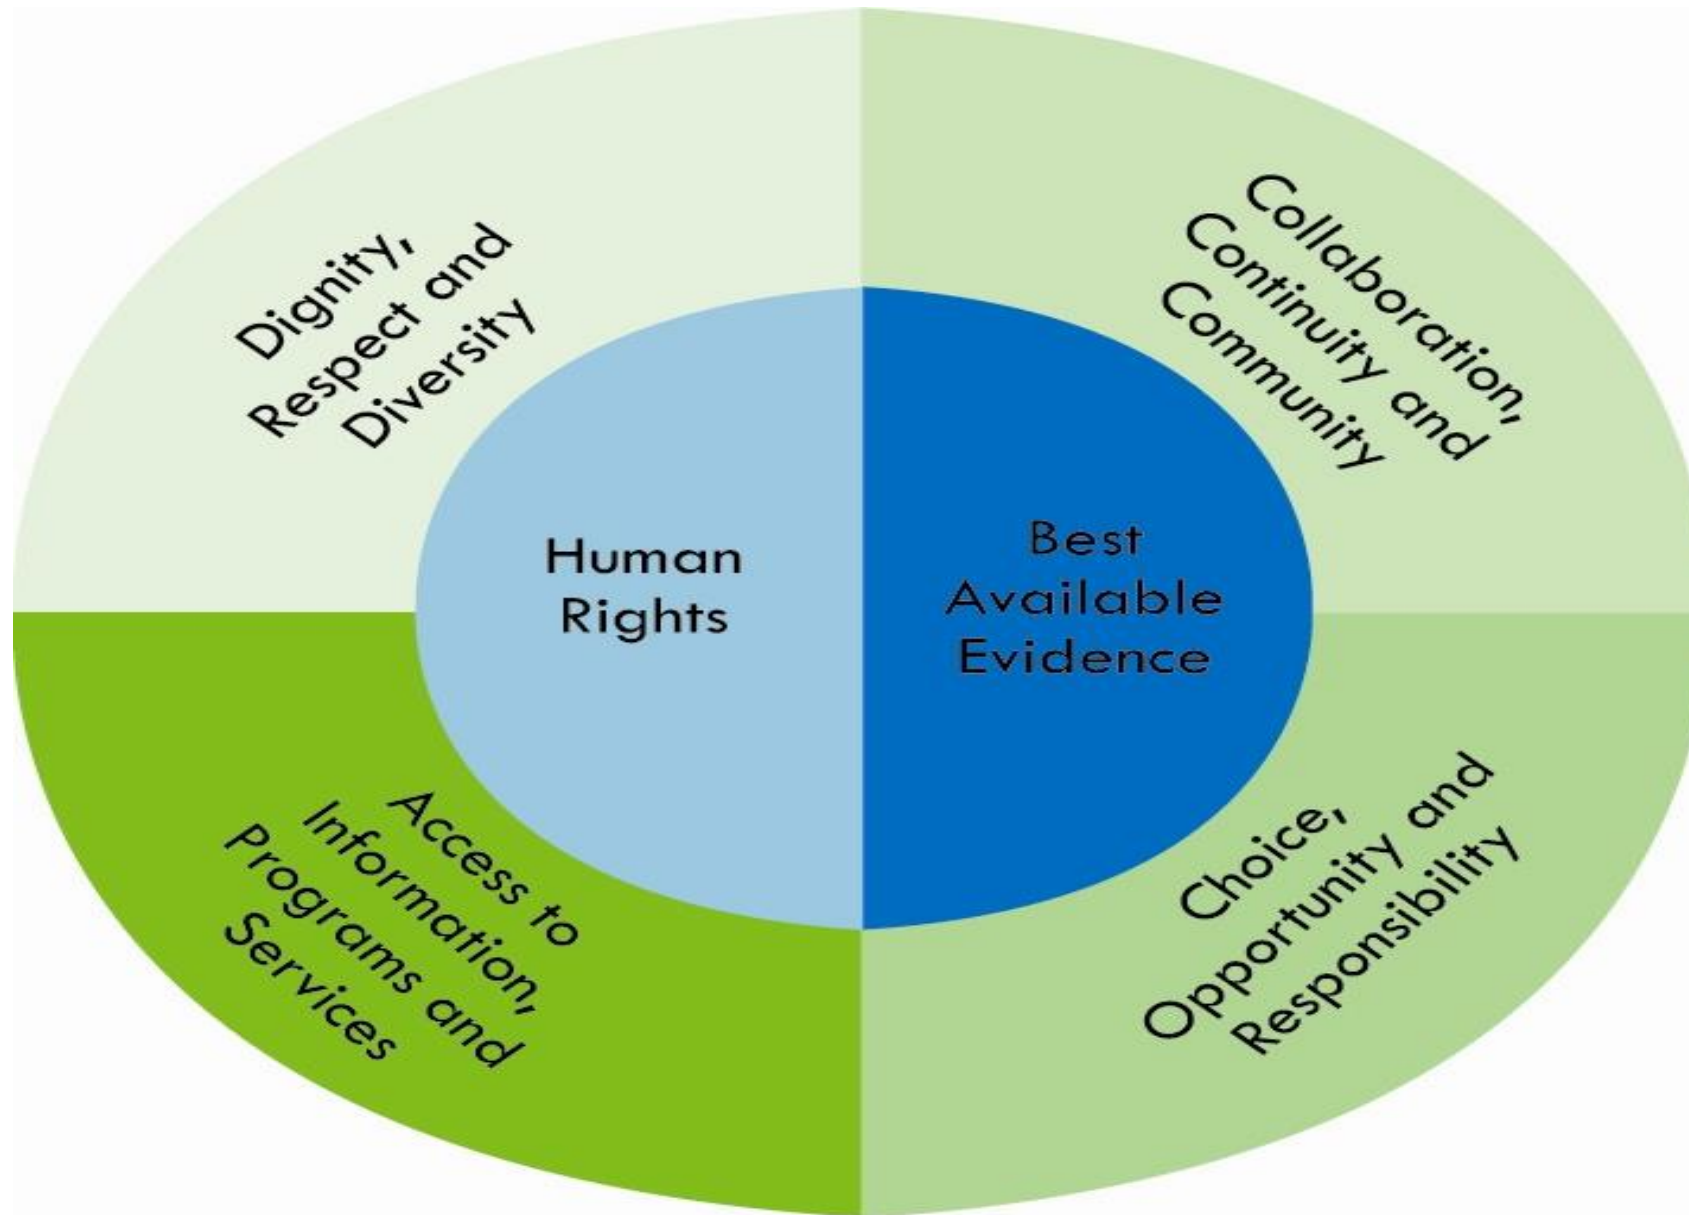 Dignity,
Respect and
Diversity
Collaboration,
Continuity and
Community
Human
Rights
Best
Available
Evidence
Access to
Information,
Programs and
Services
Choice,
Opportunity and
Responsibility